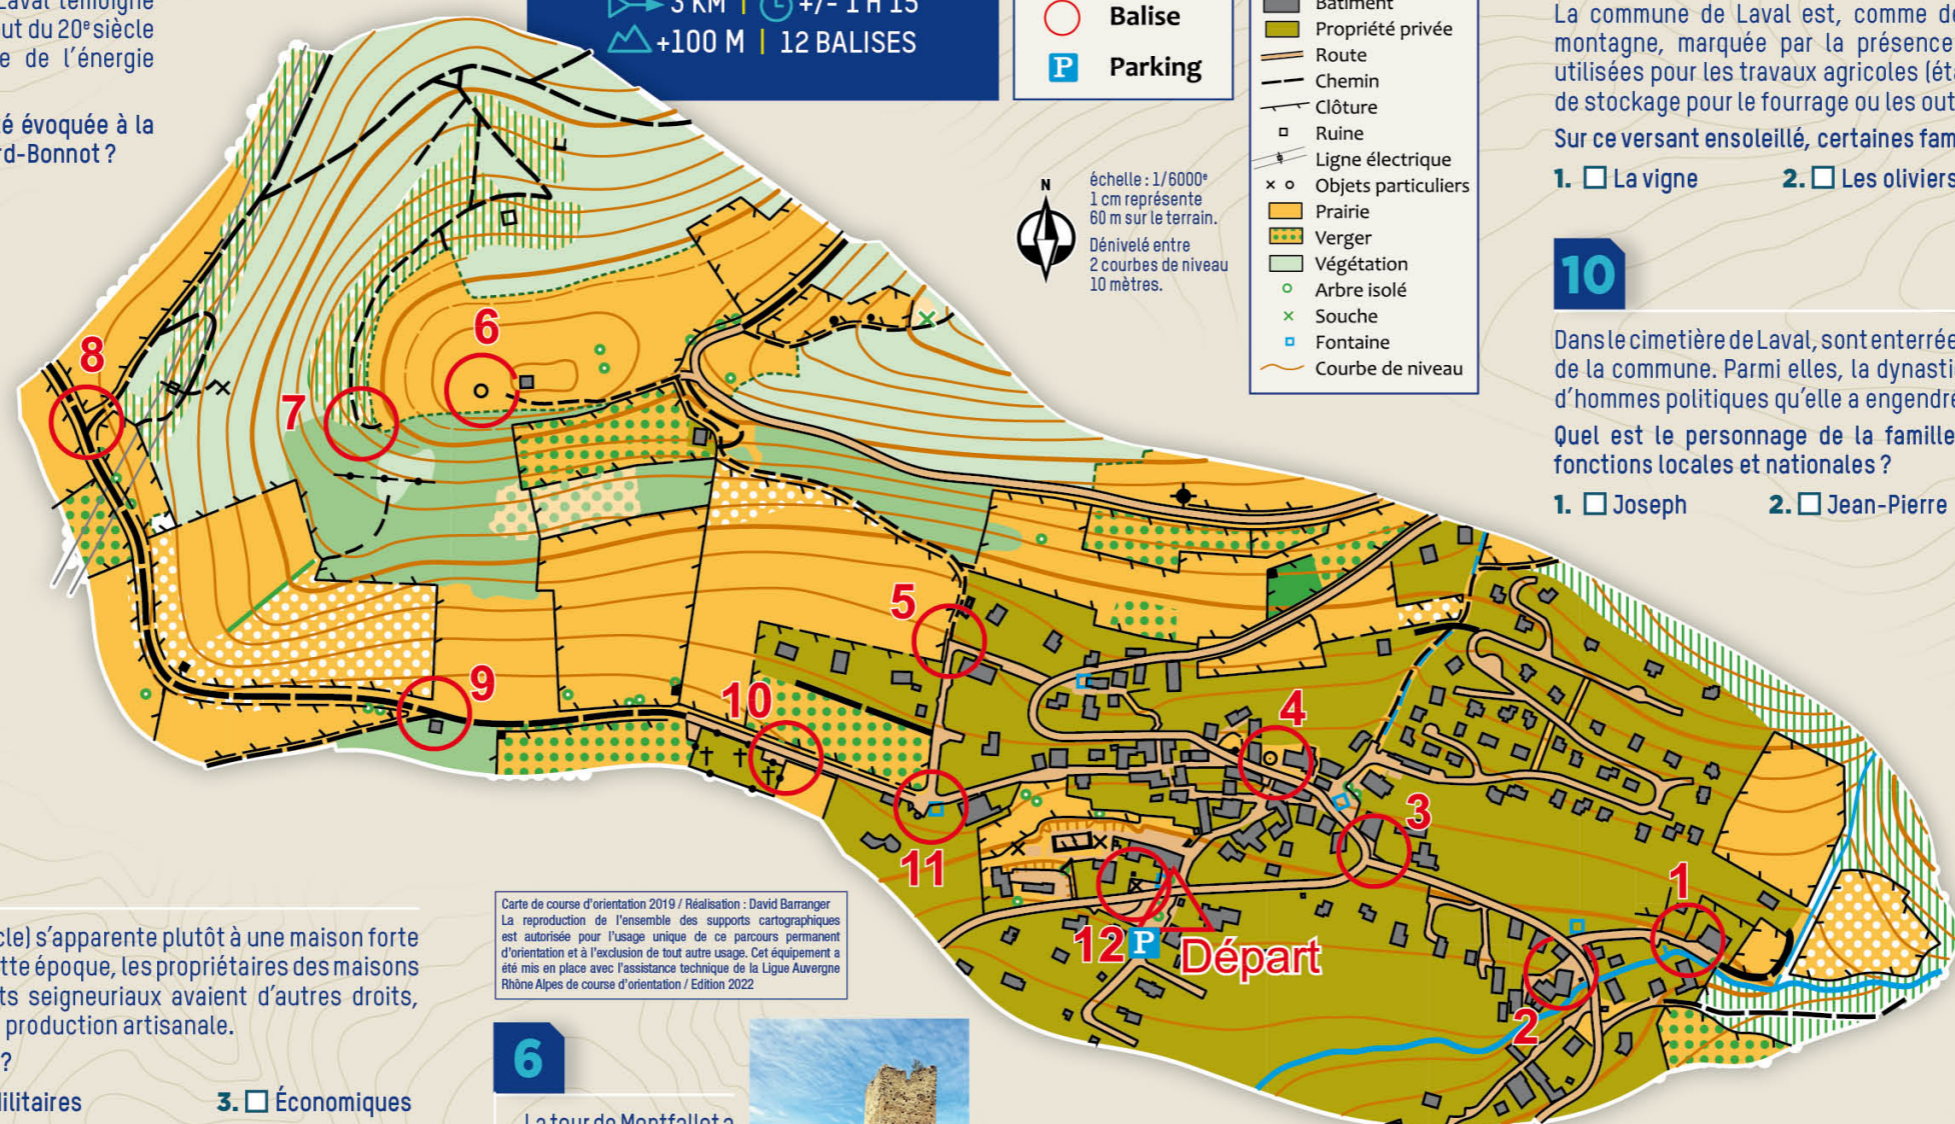 Laval témoigne
ut du 20e siècle
e de l'énergie
té évoquée à la
rd-Bonnot ?
3 KM | +/- 1 H 15
+100 M | 12 BALISES
Balise
P Parking
Bâtiment
Propriété privée
Route
Chemin
Clôture
Ruine
Ligne électrique
Objets particuliers
Prairie
Verger
Végétation
Arbre isolé
Souche
Fontaine
Courbe de niveau
N
échelle : 1/6000e
1 cm représente
60 m sur le terrain.
Dénivelé entre
2 courbes de niveau
10 mètres.
La commune de Laval est, comme de
montagne, marquée par la présence
utilisées pour les travaux agricoles (éta
de stockage pour le fourrage ou les out
Sur ce versant ensoleillé, certaines fam
1. La vigne 2. Les oliviers
10
Dans le cimetière de Laval, sont enterrée
de la commune. Parmi elles, la dynastie
d'hommes politiques qu'elle a engendré
Quel est le personnage de la famille
fonctions locales et nationales ?
1. Joseph 2. Jean-Pierre
8
7
6
5
9
10
4
3
11
1
12 P Départ
2
cle) s'apparente plutôt à une maison forte
tte époque, les propriétaires des maisons
ts seigneuriaux avaient d'autres droits,
production artisanale.
?
ilitaires 3. Économiques
Carte de course d'orientation 2019 / Réalisation : David Barranger
La reproduction de l'ensemble des supports cartographiques
est autorisée pour l'usage unique de ce parcours permanent
d'orientation et à l'exclusion de tout autre usage. Cet équipement a
été mis en place avec l'assistance technique de la Ligue Auvergne
Rhône Alpes de course d'orientation / Edition 2022
6
La tour de Montfallet a